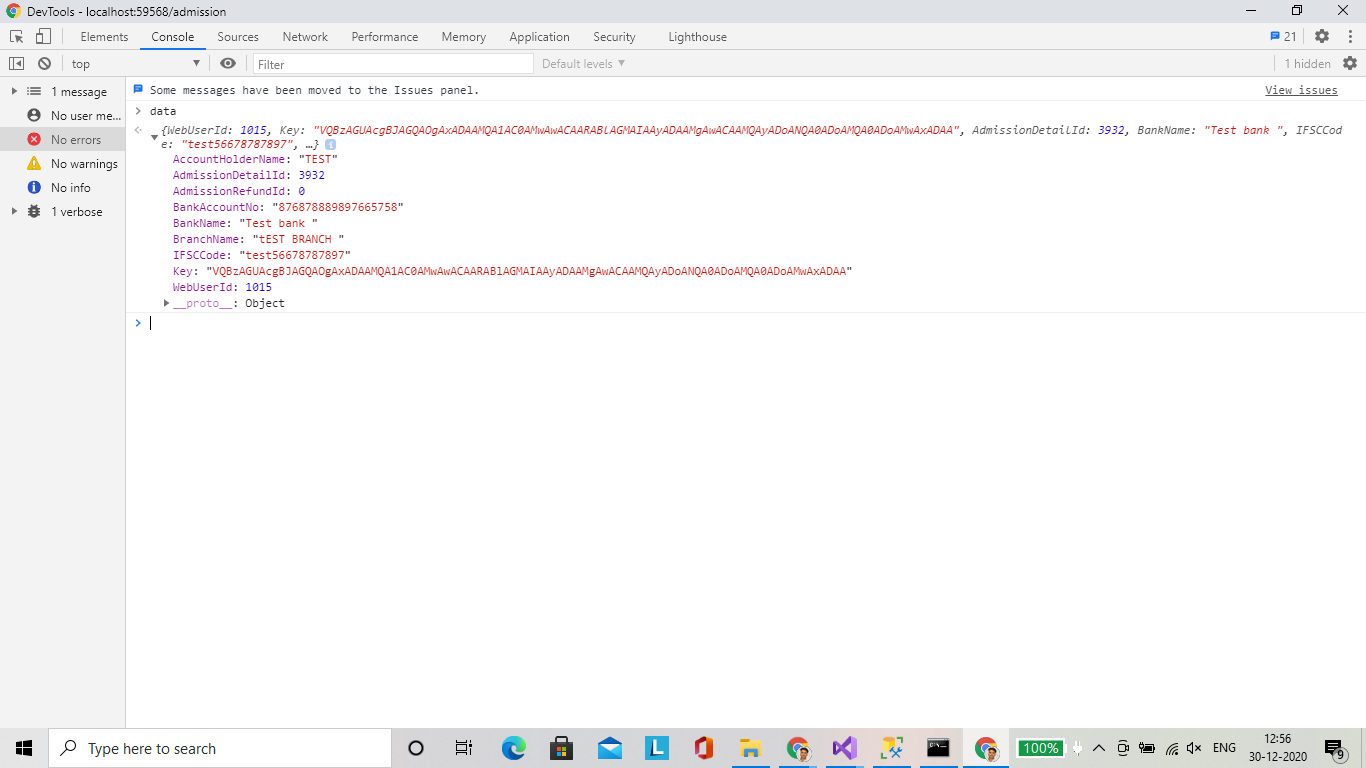 DevTools - localhost:59568/admission
Elements Console Sources Network Performance Memory Application Security Lighthouse 21
top Filter Default levels 1 hidden
1 message
No user me...
No errors
No warnings
No info
1 verbose
Some messages have been moved to the Issues panel. View issues
data
{WebUserId: 1015, Key: "VQBzAGUAcgBJAGQAOgAxADAAMQA1AC0AMwAwACAARABlAGMAIAAyADAAMgAwACAAMQAyADoANQA0ADoAMQA0ADoAMwAxADAA", AdmissionDetailId: 3932, BankName: "Test bank ", IFSCCod
e: "test56678787897", …}
AccountHolderName: "TEST"
AdmissionDetailId: 3932
AdmissionRefundId: 0
BankAccountNo: "876878889897665758"
BankName: "Test bank "
BranchName: "tEST BRANCH "
IFSCCode: "test56678787897"
Key: "VQBzAGUAcgBJAGQAOgAxADAAMQA1AC0AMwAwACAARABlAGMAIAAyADAAMgAwACAAMQAyADoANQA0ADoAMQA0ADoAMwAxADAA"
WebUserId: 1015
__proto__: Object
Type here to search
100%
ENG
12:56
30-12-2020
9